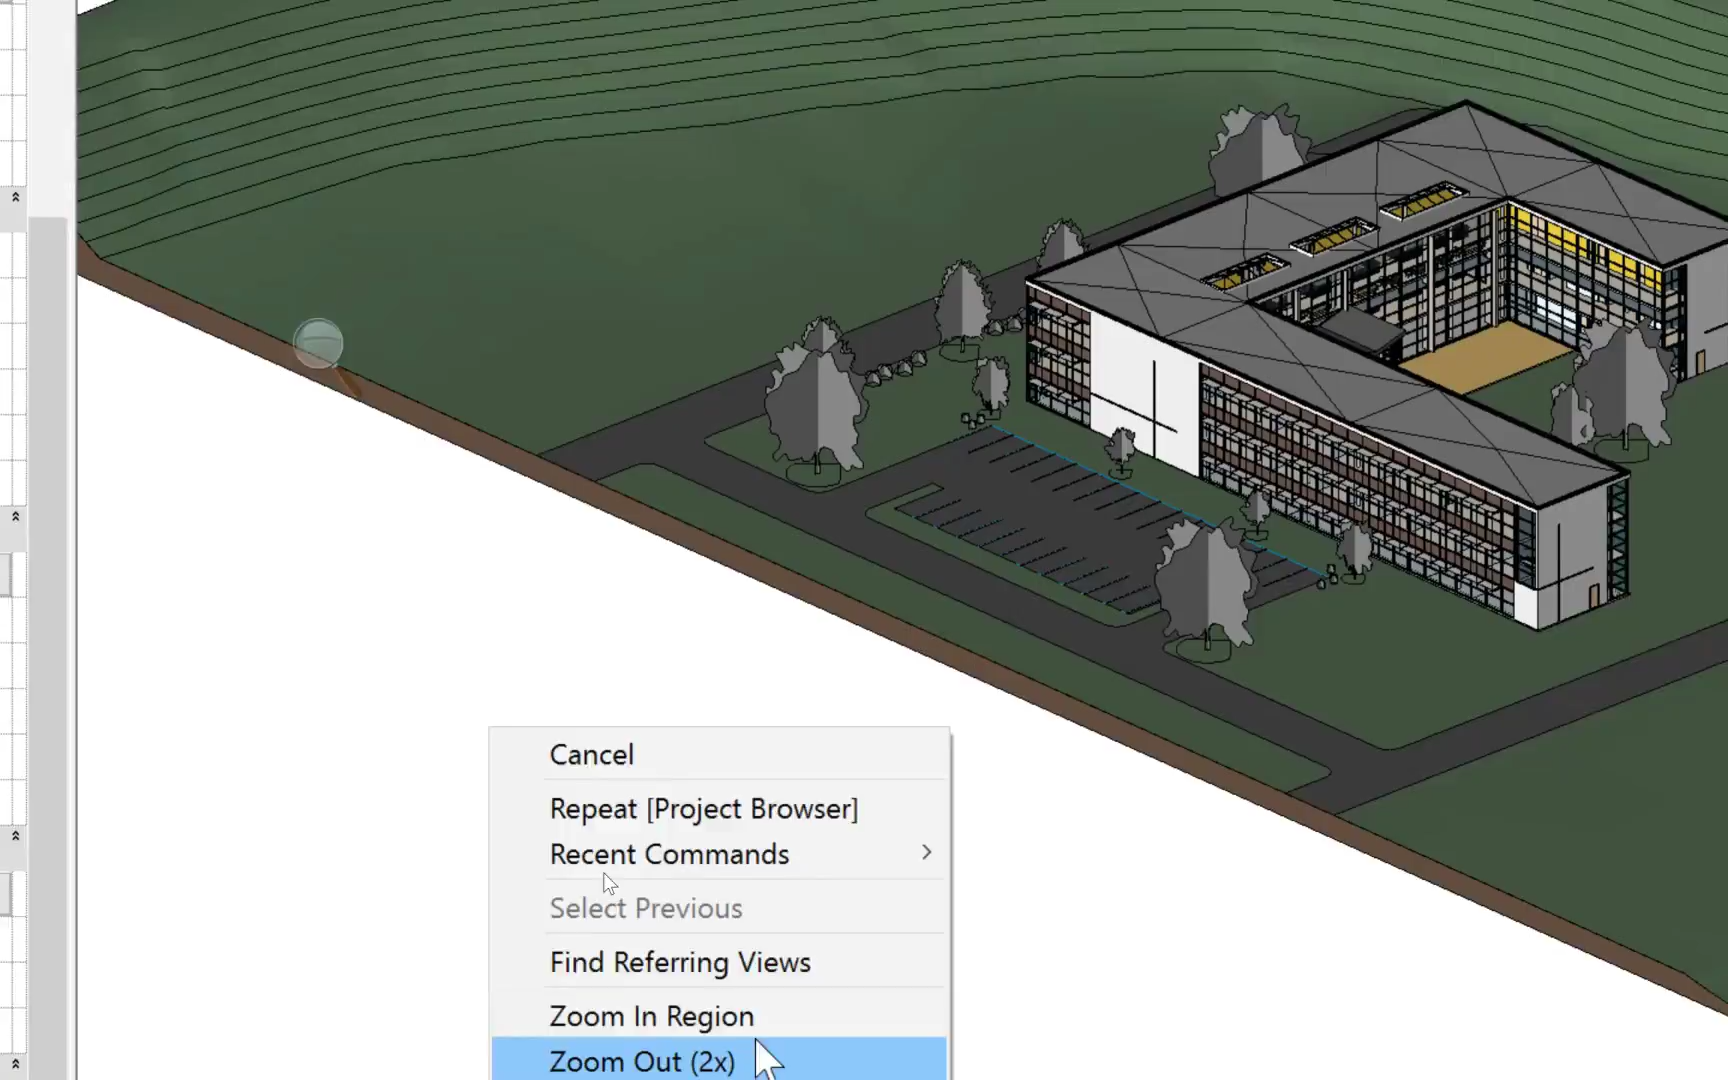 Cancel
Repeat [Project Browser]
Recent Commands
Select Previous
Find Referring Views
Zoom In Region
Zoom Out (2x)